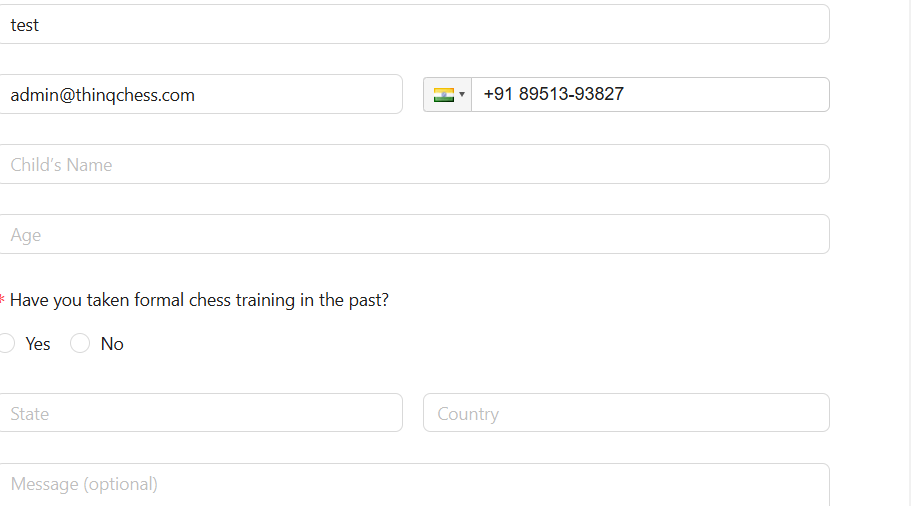 test
admin@thinqchess.com
+91 89513-93827
Child's Name
Age
* Have you taken formal chess training in the past?
Yes No
State Country
Message (optional)